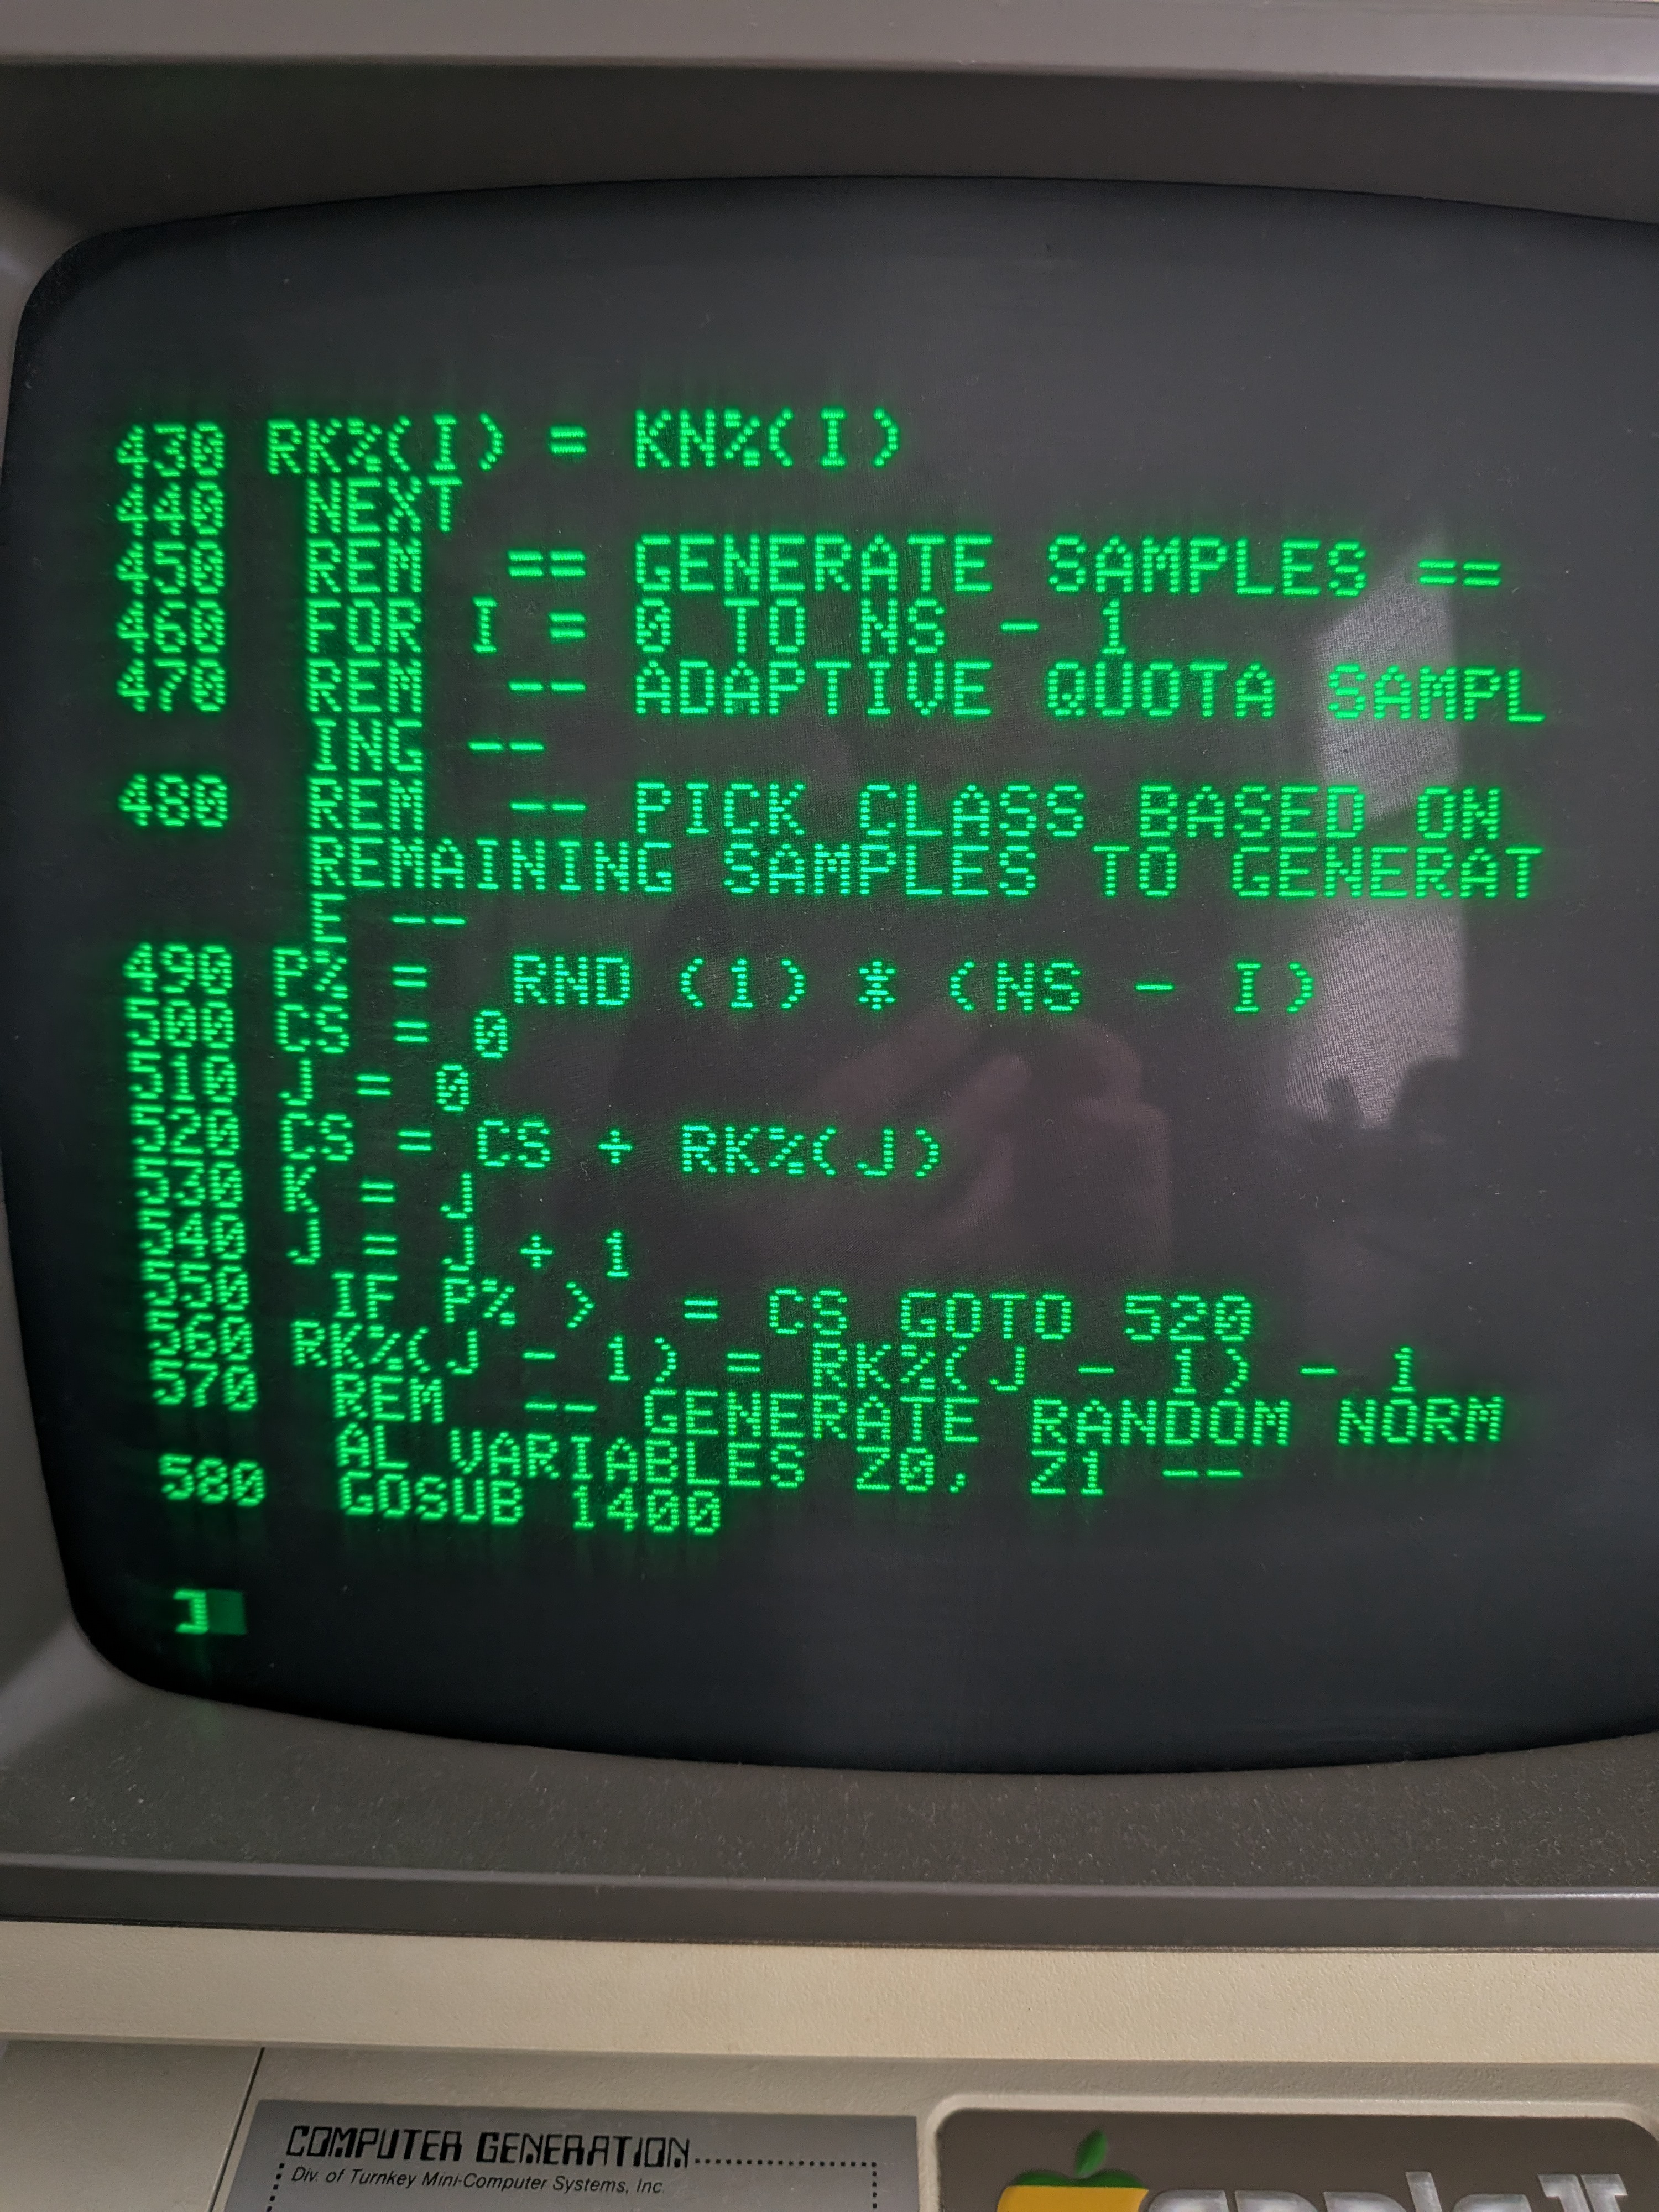 430 RK%(I) = KN%(I)
440 NEXT
450 REM == GENERATE SAMPLES ==
460 FOR I = 0 TO NS - 1
470 REM -- ADAPTIVE QUOTA SAMPL
ING --
480 REM -- PICK CLASS BASED ON
REMAINING SAMPLES TO GENERAT
E --
490 P% = RND (1) * (NS - I)
500 CS = 0
510 J = 0
520 CS = CS + RK%(J)
530 K = J
540 J = J + 1
550 IF P% > = CS GOTO 520
560 RK%(J - 1) = RK%(J - 1) - 1
570 REM -- GENERATE RANDOM NORM
AL VARIABLES Z0, Z1 --
580 GOSUB 1400
]
COMPUTER GENERATION
Div. of Turnkey Mini-Computer Systems, Inc.
apple II